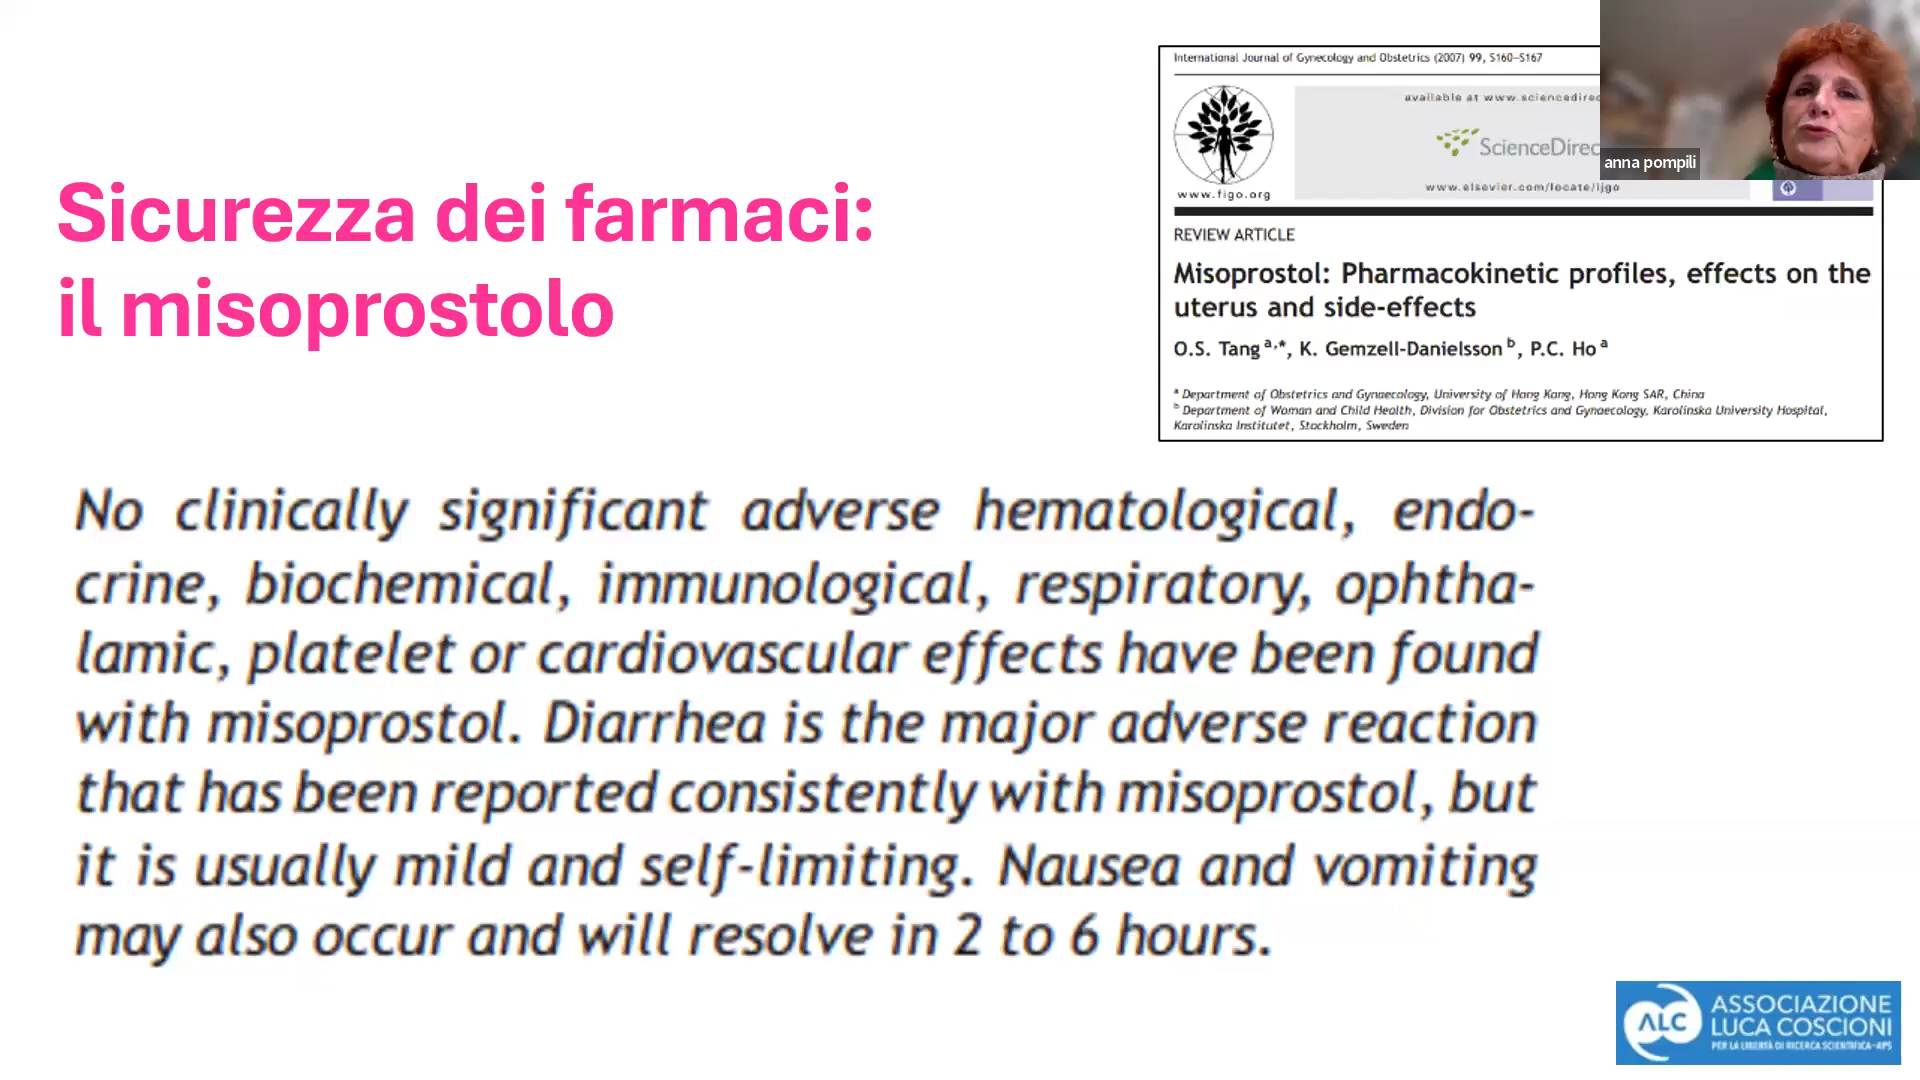 Sicurezza dei farmaci:
il misoprostolo
International Journal of Gynecology and Obstetrics (2007) 99, S160–S167
available at www.sciencedirec
ScienceDirec
www.figo.org
www.elsevier.com/locate/ijgo
anna pompili
REVIEW ARTICLE
Misoprostol: Pharmacokinetic profiles, effects on the
uterus and side-effects
O.S. Tang a,*, K. Gemzell-Danielsson b, P.C. Ho a
a Department of Obstetrics and Gynaecology, University of Hong Kong, Hong Kong SAR, China
b Department of Woman and Child Health, Division for Obstetrics and Gynaecology, Karolinska University Hospital,
Karolinska Institutet, Stockholm, Sweden
No clinically significant adverse hematological, endo-
crine, biochemical, immunological, respiratory, ophtha-
lamic, platelet or cardiovascular effects have been found
with misoprostol. Diarrhea is the major adverse reaction
that has been reported consistently with misoprostol, but
it is usually mild and self-limiting. Nausea and vomiting
may also occur and will resolve in 2 to 6 hours.
ALC
ASSOCIAZIONE
LUCA COSCIONI
PER LA LIBERTÀ DI RICERCA SCIENTIFICA-APS